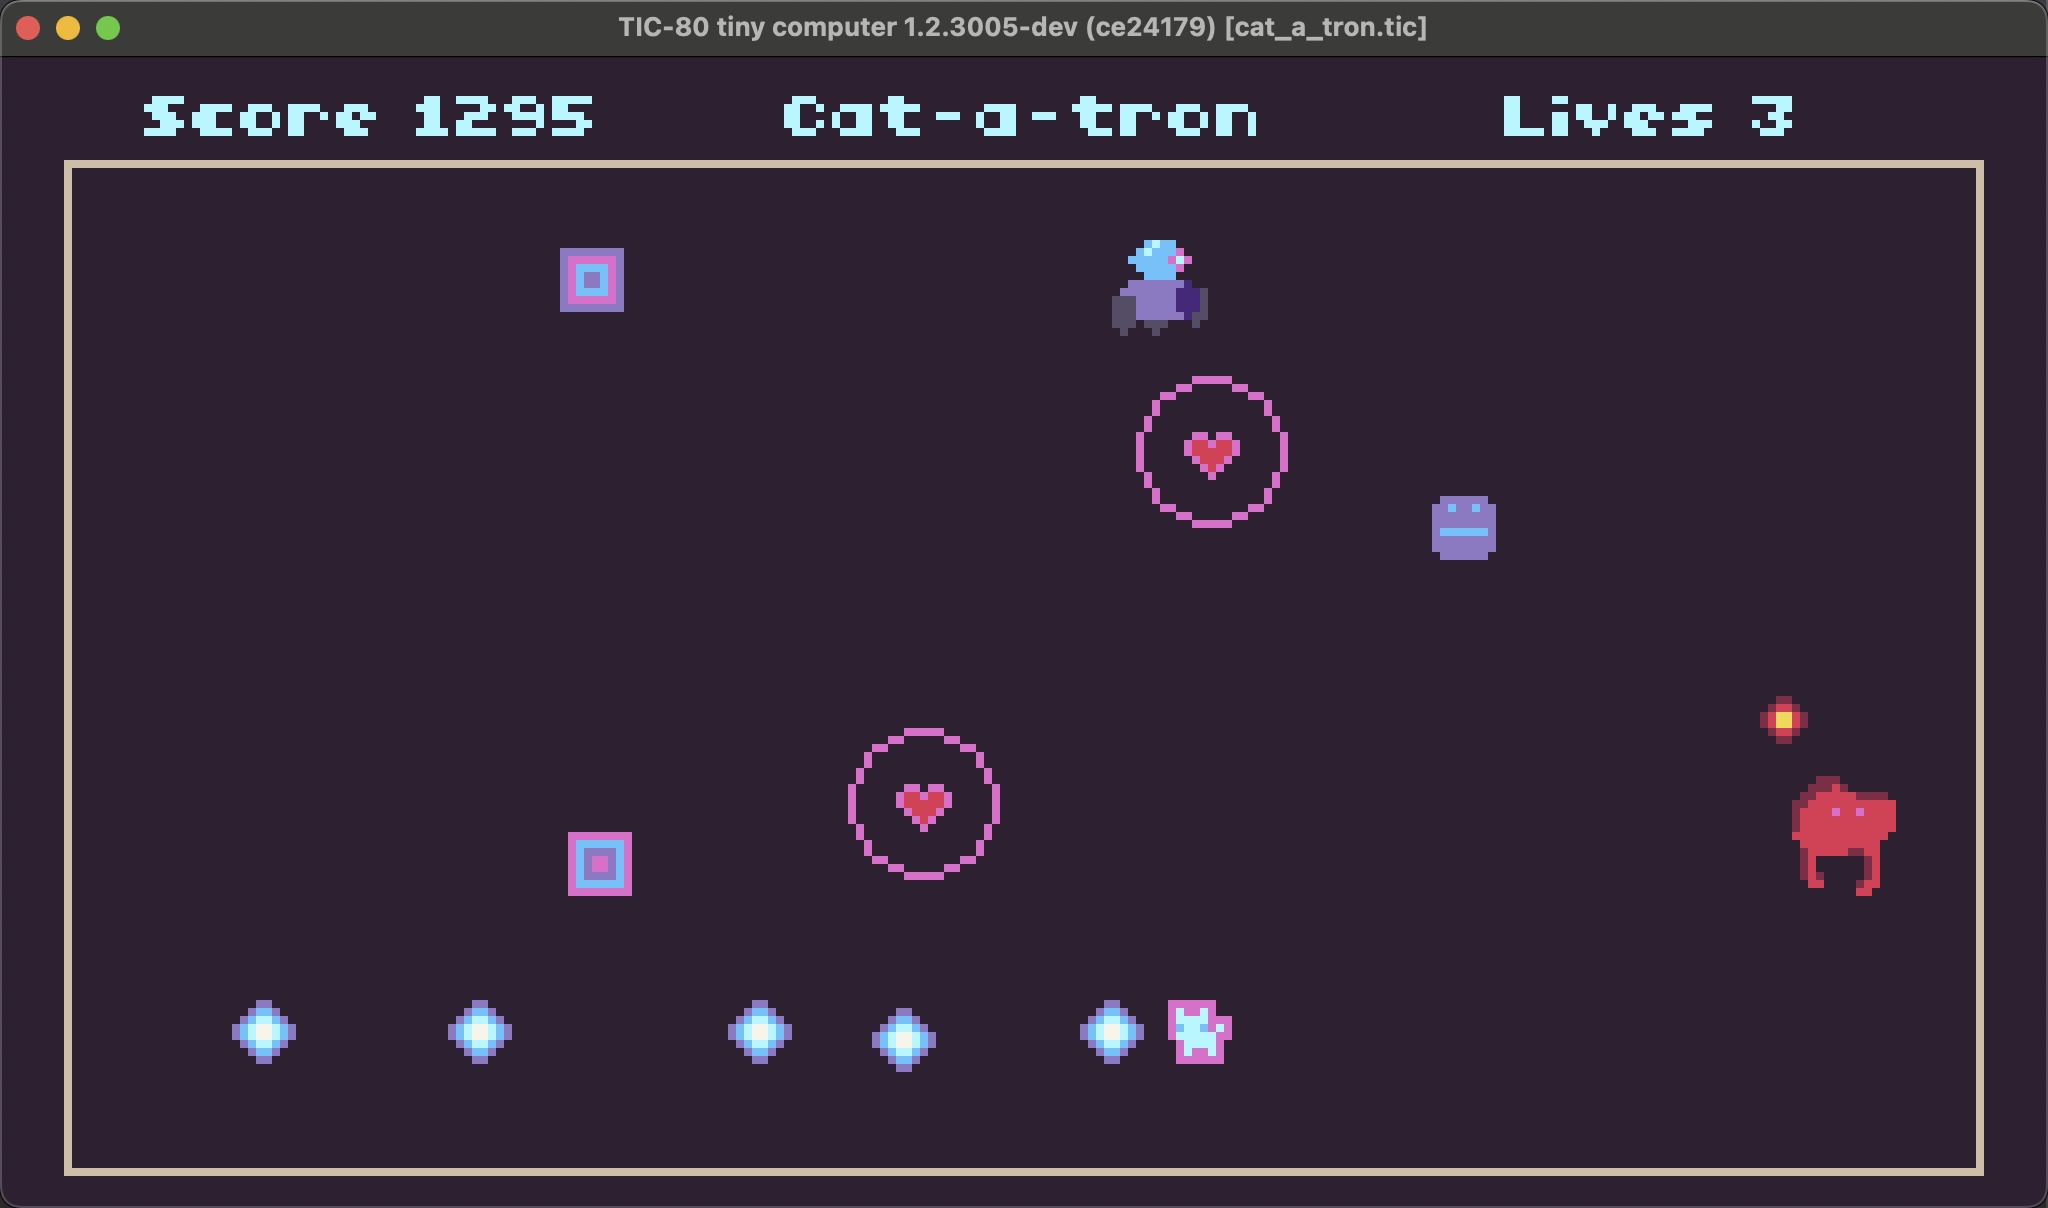 TIC-80 tiny computer 1.2.3005-dev (ce24179) [cat_a_tron.tic]
Score 1295 Cat-a-tron Lives 3